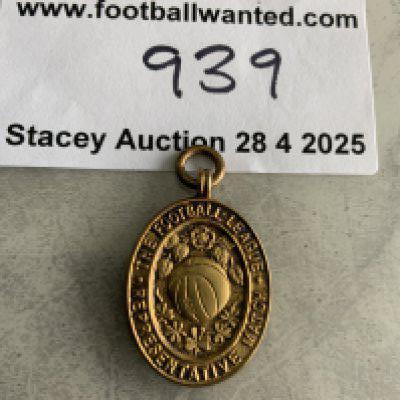 www.footballwanted.com
939
Stacey Auction 28 4 2025
THE FOOTBALL LEAGUE
REPRESENTATIVE MATCH